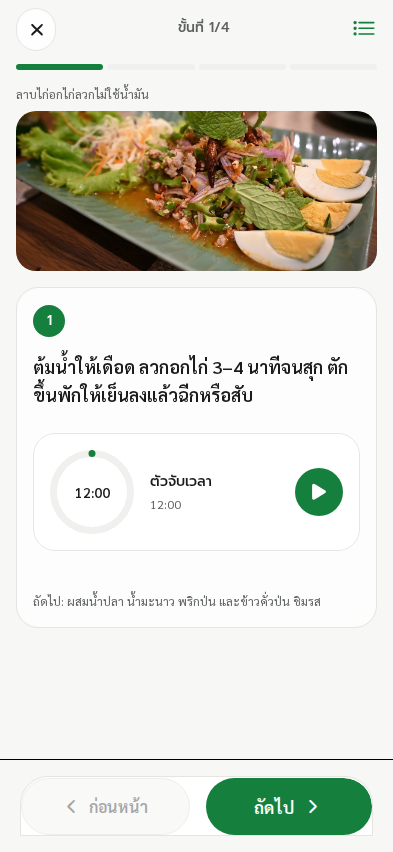 ขั้นที่ 1/4
ลาบไก่อกไก่ลวกไม่ใช้น้ำมัน
1
ต้มน้ำให้เดือด ลวกอกไก่ 3–4 นาทีจนสุก ตัก
ขึ้นพักให้เย็นลงแล้วฉีกหรือสับ
12:00
ตัวจับเวลา
12:00
ถัดไป: ผสมน้ำปลา น้ำมะนาว พริกป่น และข้าวคั่วป่น ชิมรส
ก่อนหน้า
ถัดไป